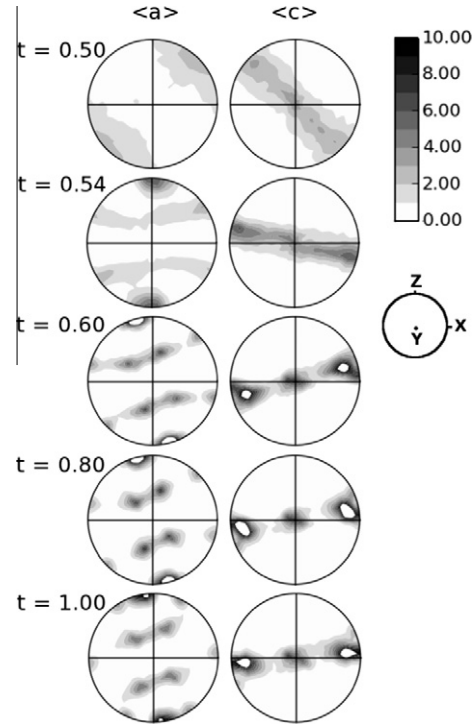 <a> <c>
t = 0.50
t = 0.54
t = 0.60
t = 0.80
t = 1.00
10.00
8.00
6.00
4.00
2.00
0.00
Z
X
Y